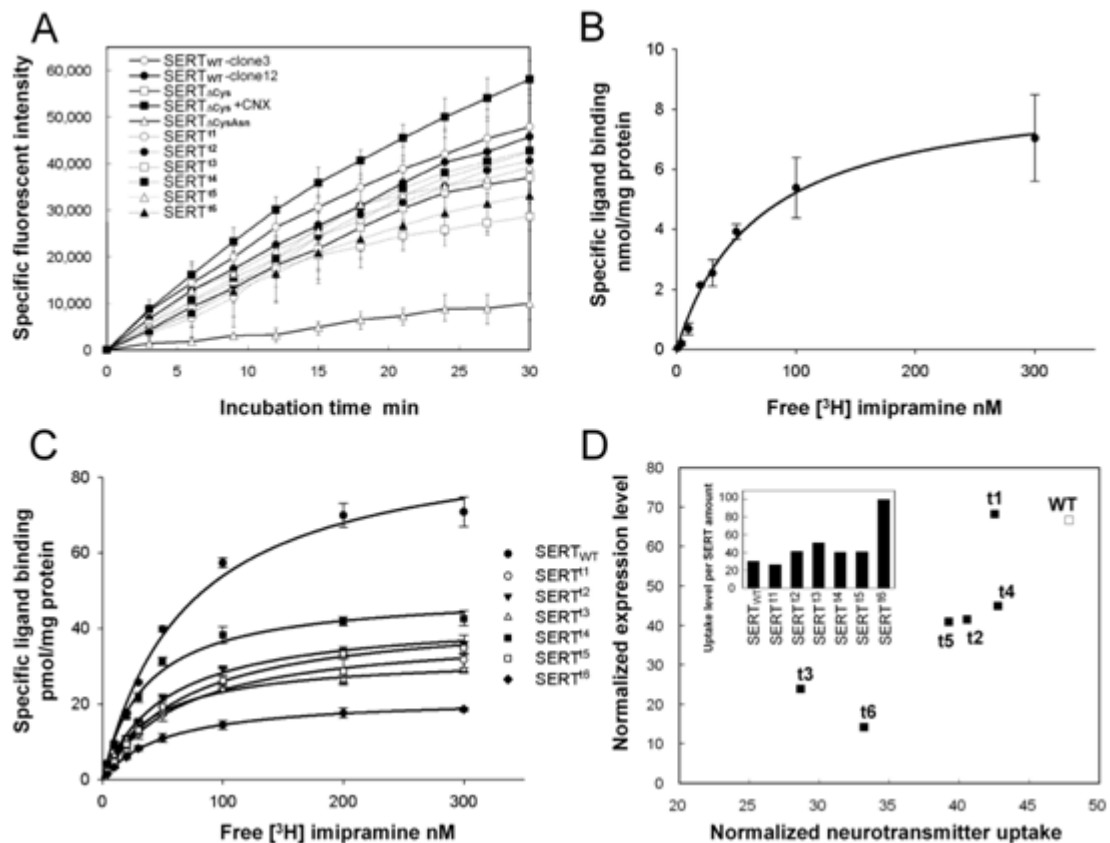 A
Specific fluorescent intensity
60,000
50,000
40,000
30,000
20,000
10,000
0
SERTWT-clone3
SERTWT-clone12
SERTΔCys
SERTΔCys +CNX
SERTΔCysAsn
SERTt1
SERTt2
SERTt3
SERTt4
SERTt5
SERTt6
0 5 10 15 20 25 30
Incubation time min
B
Specific ligand binding
nmol/mg protein
10
8
6
4
2
0
0 100 200 300
Free [3H] imipramine nM
C
Specific ligand binding
pmol/mg protein
80
60
40
20
0
0 100 200 300
Free [3H] imipramine nM
SERTWT
SERTt1
SERTt2
SERTt3
SERTt4
SERTt5
SERTt6
D
Normalized expression level
80
70
60
50
40
30
20
10
0
Uptake level per SERT amount
100
80
60
40
20
0
SERTWT
SERTt1
SERTt2
SERTt3
SERTt4
SERTt5
SERTt6
t1
WT
t4
t5
t2
t3
t6
20 25 30 35 40 45 50
Normalized neurotransmitter uptake